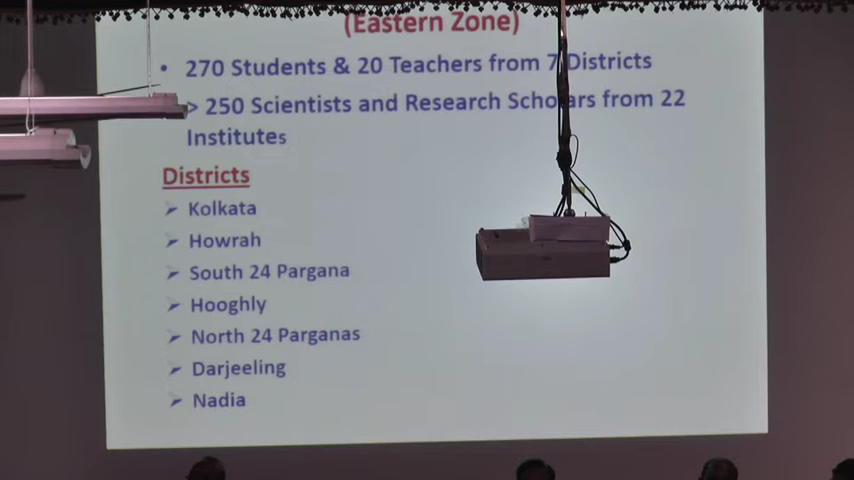 (Eastern Zone)
• 270 Students & 20 Teachers from 7 Districts
> 250 Scientists and Research Scholars from 22
Institutes
Districts
➢ Kolkata
➢ Howrah
➢ South 24 Pargana
➢ Hooghly
➢ North 24 Parganas
➢ Darjeeling
➢ Nadia